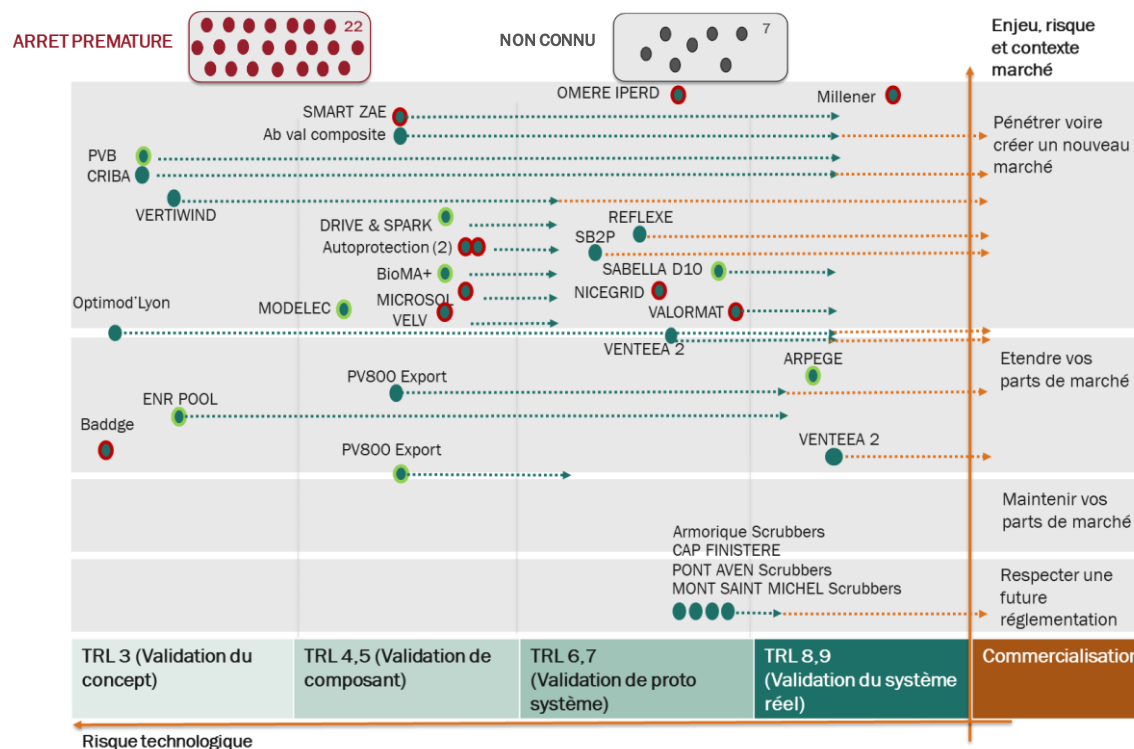 ARRET PREMATURE
22
NON CONNU
7
Enjeu, risque
et contexte
marché
OMERE IPERD
Millener
SMART ZAE
Ab val composite
Pénétrer voire
créer un nouveau
marché
PVB
CRIBA
VERTIWIND
DRIVE & SPARK
REFLEXE
Autoprotection (2)
SB2P
BioMA+
SABELLA D10
Optimod'Lyon
MODELEC
MICROSOL
NICEGRID
VELV
VALORMAT
VENTEEA 2
ARPEGE
Etendre vos
parts de marché
PV800 Export
ENR POOL
Baddge
PV800 Export
VENTEEA 2
Maintenir vos
parts de marché
Armorique Scrubbers
CAP FINISTERE
PONT AVEN Scrubbers
MONT SAINT MICHEL Scrubbers
Respecter une
future
réglementation
TRL 3 (Validation du
concept)
TRL 4,5 (Validation de
composant)
TRL 6,7
(Validation de proto
système)
TRL 8,9
(Validation du système
réel)
Commercialisation
Risque technologique